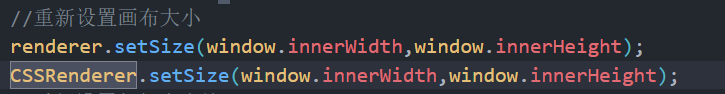 //重新设置画布大小
renderer.setSize(window.innerWidth,window.innerHeight);
CSSRenderer.setSize(window.innerWidth,window.innerHeight);